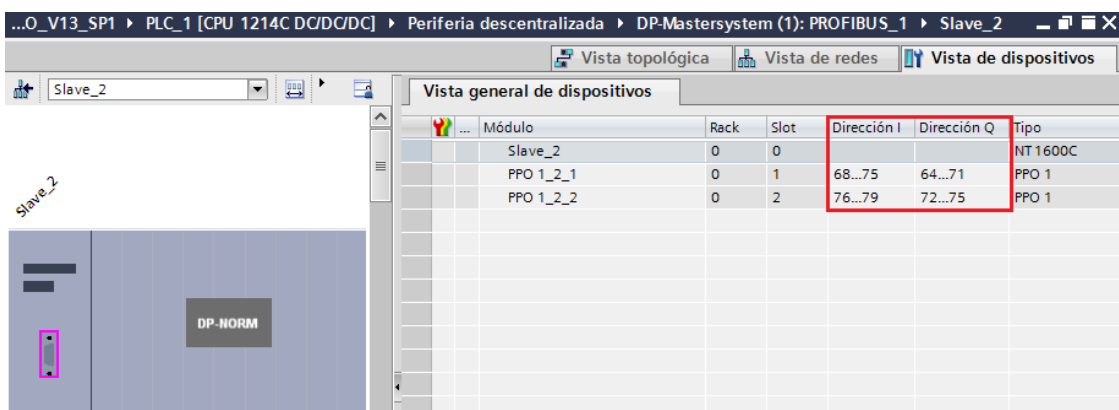 ...O_V13_SP1 ▸ PLC_1 [CPU 1214C DC/DC/DC] ▸ Periferia descentralizada ▸ DP-Mastersystem (1): PROFIBUS_1 ▸ Slave_2
Vista topológica Vista de redes Vista de dispositivos
Slave_2 Vista general de dispositivos
... Módulo Rack Slot Dirección I Dirección Q Tipo
Slave_2 0 0 NT 1600C
PPO 1_2_1 0 1 68...75 64...71 PPO 1
PPO 1_2_2 0 2 76...79 72...75 PPO 1
Slave_2
DP-NORM